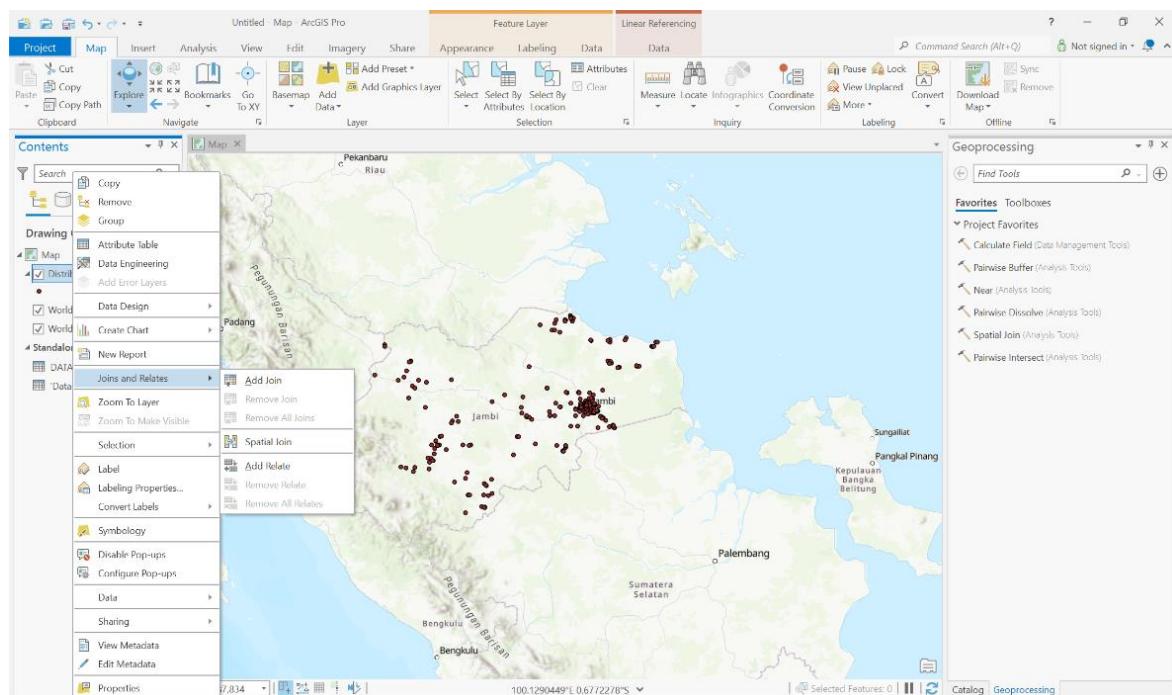 Untitled - Map - ArcGIS Pro
Feature Layer
Linear Referencing
?
Project
Map
Insert
Analysis
View
Edit
Imagery
Share
Appearance
Labeling
Data
Data
Command Search (Alt+Q)
Not signed in
Paste
Cut
Copy
Copy Path
Clipboard
Explore
Bookmarks
Go To XY
Navigate
Basemap
Add Data
Add Preset
Add Graphics Layer
Layer
Select
Select By Attributes
Select By Location
Attributes
Clear
Selection
Measure
Locate
Infographics
Coordinate Conversion
Inquiry
Pause
Lock
View Unplaced
More
Convert
Labeling
Download Map
Sync
Remove
Offline
Contents
Search
Drawing
Map
Distri
World
World
Standalo
DATA
'Data
Copy
Remove
Group
Attribute Table
Data Engineering
Add Error Layers
Data Design
Create Chart
New Report
Joins and Relates
Zoom To Layer
Zoom To Make Visible
Selection
Label
Labeling Properties...
Convert Labels
Symbology
Disable Pop-ups
Configure Pop-ups
Data
Sharing
View Metadata
Edit Metadata
Properties
Add Join
Remove Join
Remove All Joins
Spatial Join
Add Relate
Remove Relate
Remove All Relates
Map
Pekanbaru
Riau
Pegunungan Barisan
Padang
Jambi
Sungailiat
Pangkal Pinang
Kepulauan
Bangka
Belitung
Palembang
Sumatera
Selatan
Pegunungan Barisan
Bengkulu
Bengkulu
7,834
100.1290449°E 0.6772278°S
Selected Features: 0
Geoprocessing
Find Tools
Favorites
Toolboxes
Project Favorites
Calculate Field (Data Management Tools)
Pairwise Buffer (Analysis Tools)
Near (Analysis Tools)
Pairwise Dissolve (Analysis Tools)
Spatial Join (Analysis Tools)
Pairwise Intersect (Analysis Tools)
Catalog
Geoprocessing